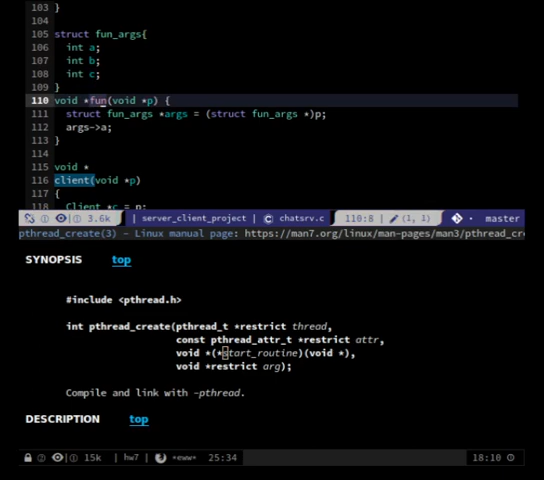 103 }
104
105 struct fun_args{
106 int a;
107 int b;
108 int c;
109 }
110 void *fun(void *p) {
111 struct fun_args *args = (struct fun_args *)p;
112 args->a;
113 }
114
115 void *
116 client(void *p)
117 {
118 Client *c = p;
3.6k | server_client_project | C chatsrv.c 110:8 | (1, 1) master
pthread_create(3) - Linux manual page: https://man7.org/linux/man-pages/man3/pthread_cr
SYNOPSIS top
#include <pthread.h>
int pthread_create(pthread_t *restrict thread,
const pthread_attr_t *restrict attr,
void *(*start_routine)(void *),
void *restrict arg);
Compile and link with -pthread.
DESCRIPTION top
15k | hw7 | *eww* 25:34 18:10